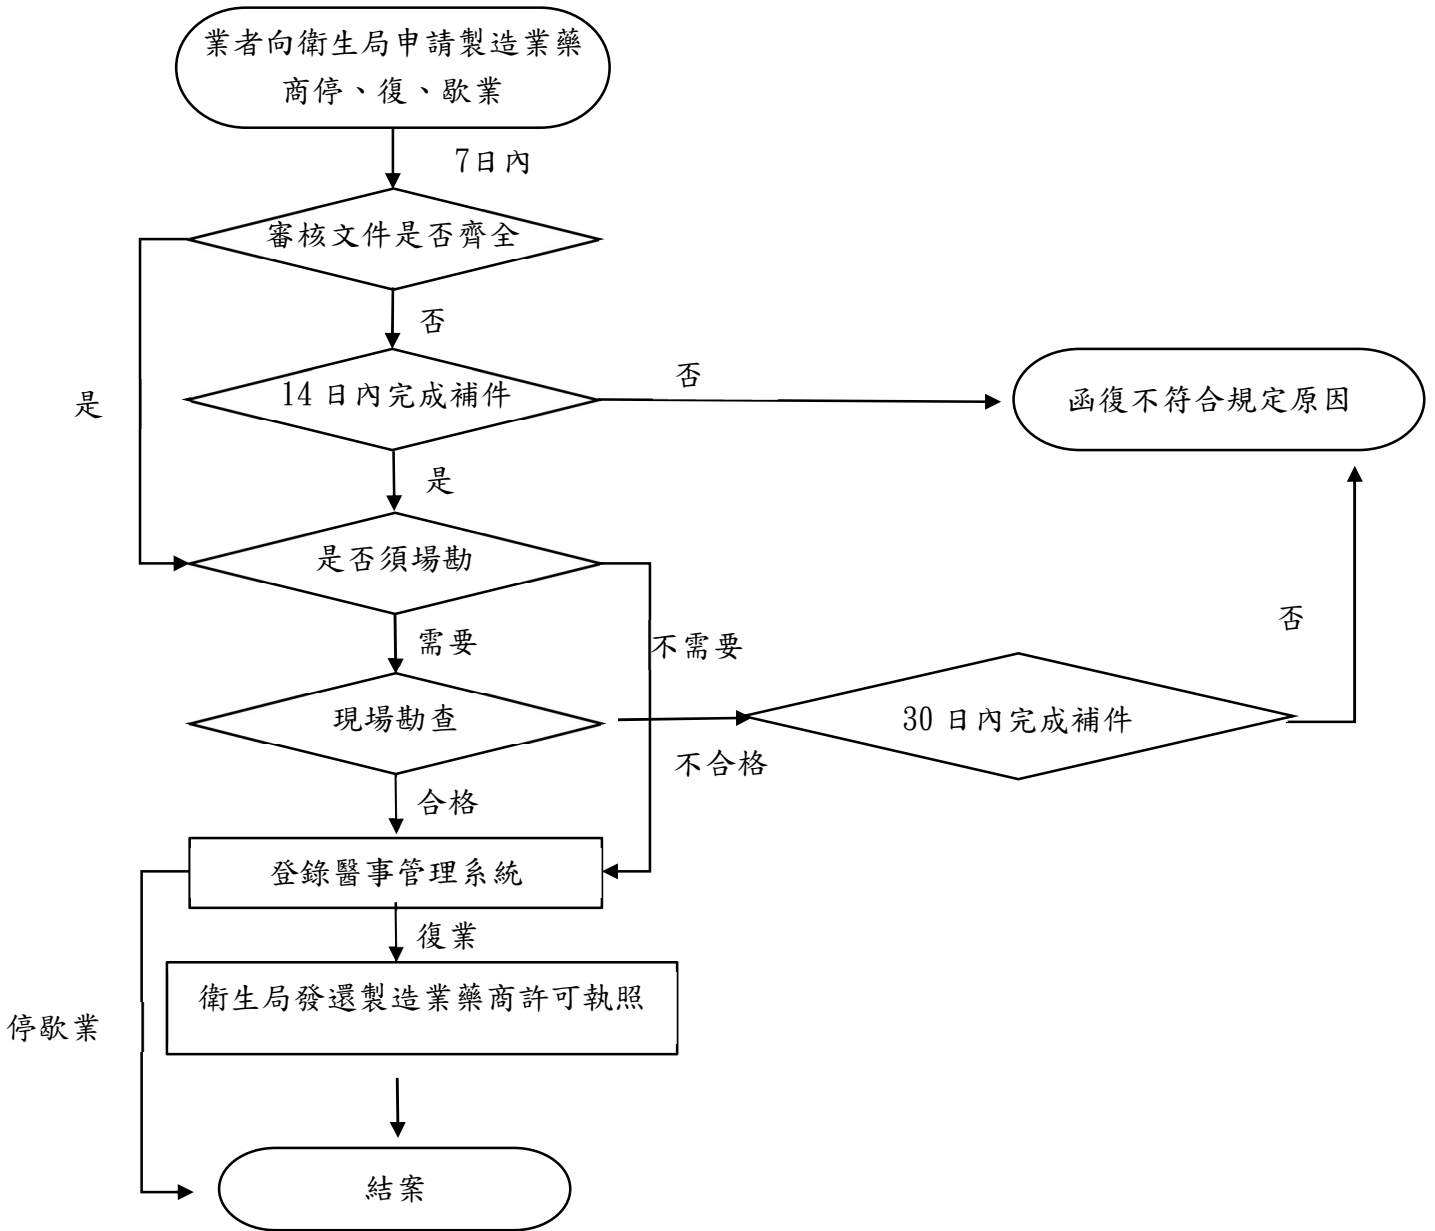 業者向衛生局申請製造業藥
商停、復、歇業
7日內
審核文件是否齊全
否
是
14 日內完成補件
否
函復不符合規定原因
是
是否須場勘
需要
不需要
否
現場勘查
30 日內完成補件
不合格
合格
登錄醫事管理系統
復業
衛生局發還製造業藥商許可執照
停歇業
結案